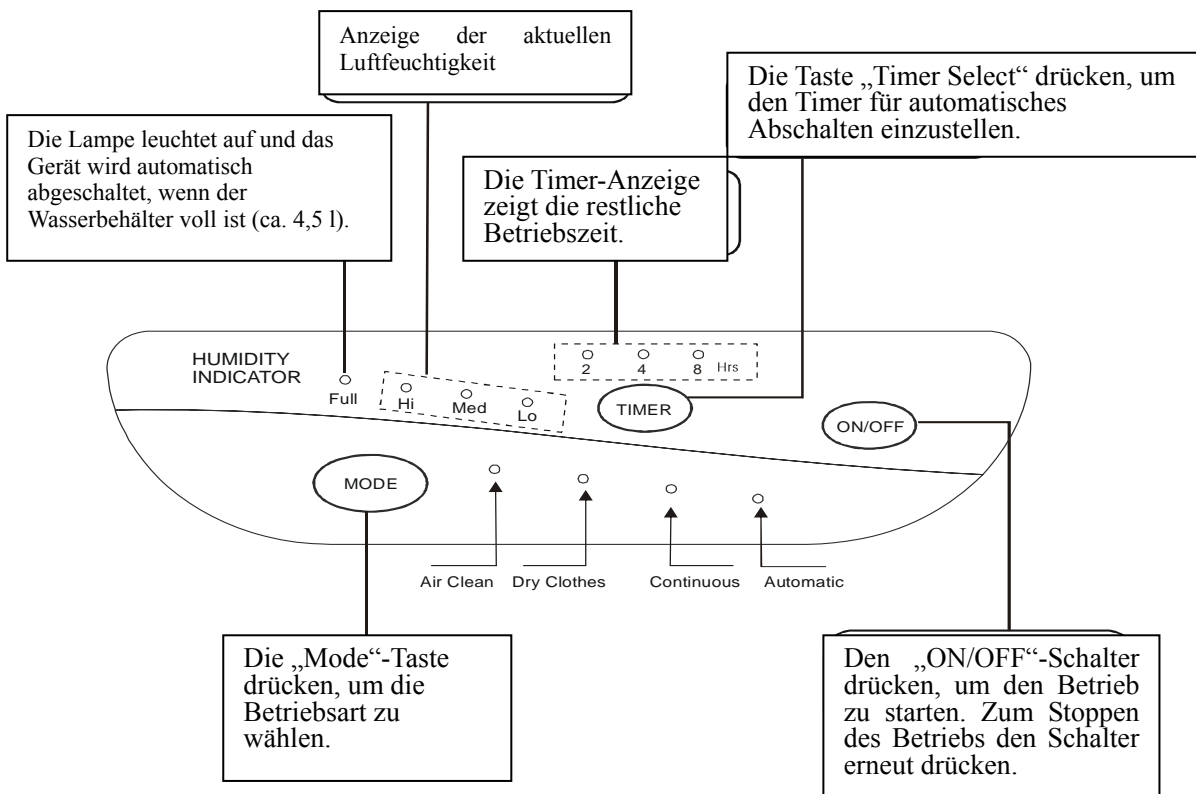 Anzeige der aktuellen
Luftfeuchtigkeit
Die Taste „Timer Select“ drücken, um
den Timer für automatisches
Abschalten einzustellen.
Die Lampe leuchtet auf und das
Gerät wird automatisch
abgeschaltet, wenn der
Wasserbehälter voll ist (ca. 4,5 l).
Die Timer-Anzeige
zeigt die restliche
Betriebszeit.
HUMIDITY
INDICATOR
Full
Hi
Med
Lo
2 4 8 Hrs
TIMER
ON/OFF
MODE
Air Clean
Dry Clothes
Continuous
Automatic
Die „Mode“-Taste
drücken, um die
Betriebsart zu
wählen.
Den „ON/OFF“-Schalter
drücken, um den Betrieb
zu starten. Zum Stoppen
des Betriebs den Schalter
erneut drücken.